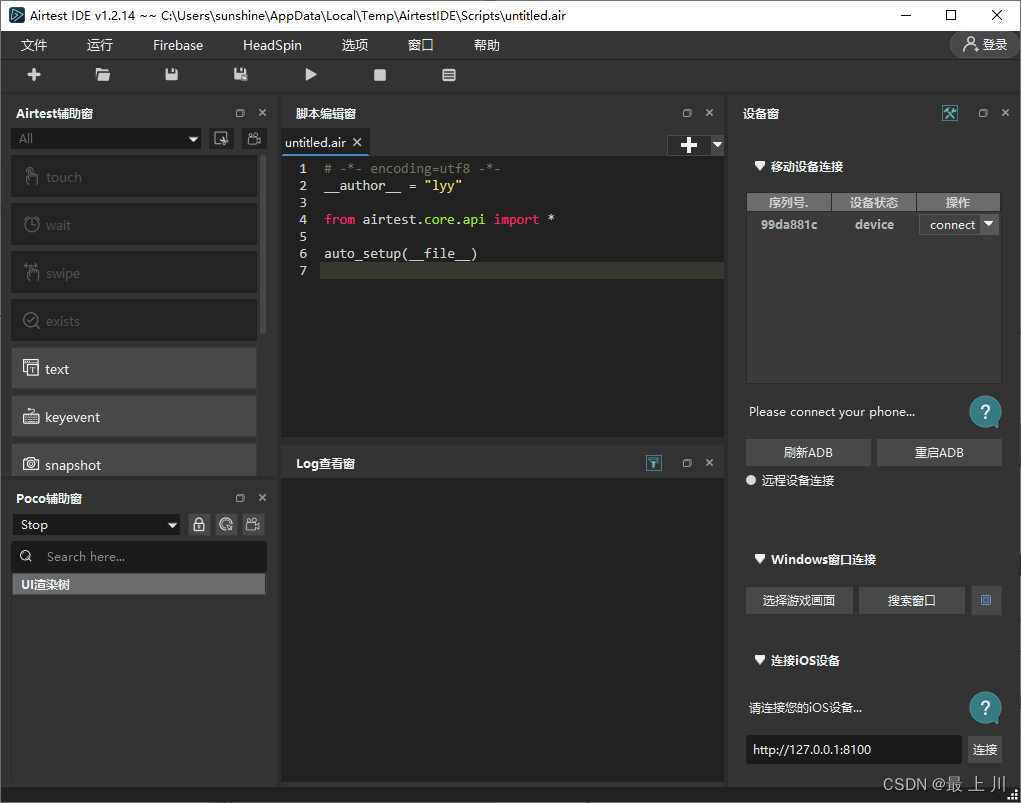 Airtest IDE v1.2.14 ~~ C:\Users\sunshine\AppData\Local\Temp\AirtestIDE\Scripts\untitled.air
文件 运行 Firebase HeadSpin 选项 窗口 帮助 登录
Airtest辅助窗
All
touch
wait
swipe
exists
text
keyevent
snapshot
Poco辅助窗
Stop
Search here...
UI渲染树
脚本编辑窗
untitled.air
1 # -*- encoding=utf8 -*-
2 __author__ = "lyy"
3
4 from airtest.core.api import *
5
6 auto_setup(__file__)
7
Log查看窗
设备窗
移动设备连接
序列号. 设备状态 操作
99da881c device connect
Please connect your phone... ?
刷新ADB 重启ADB
远程设备连接
Windows窗口连接
选择游戏画面 搜索窗口
连接iOS设备
请连接您的iOS设备... ?
http://127.0.0.1:8100 连接
CSDN @最 上 川